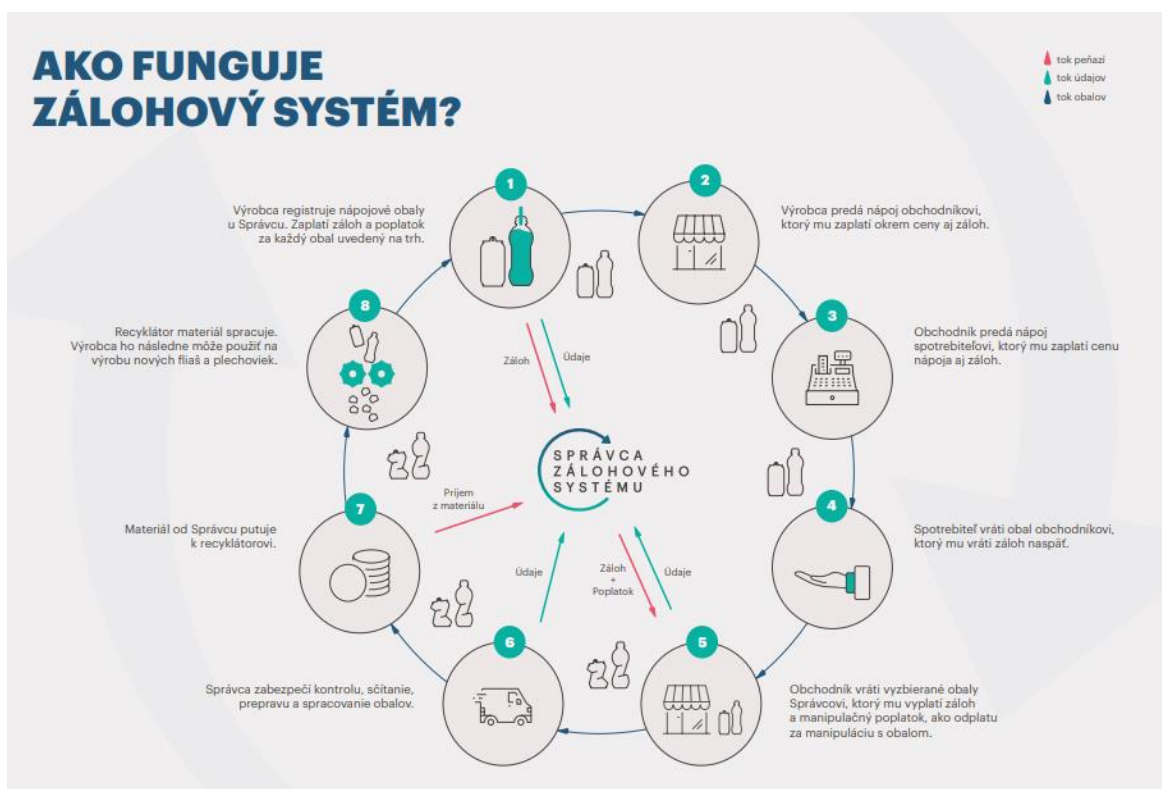 AKO FUNGUJE
ZÁLOHOVÝ SYSTÉM?
tok peňazí
tok údajov
tok obalov
1
Výrobca registruje nápojové obaly
u Správcu. Zaplatí záloh a poplatok
za každý obal uvedený na trh.
2
Výrobca predá nápoj obchodníkovi,
ktorý mu zaplatí okrem ceny aj záloh.
3
Obchodník predá nápoj
spotrebiteľovi, ktorý mu zaplatí cenu
nápoja aj záloh.
4
Spotrebiteľ vráti obal obchodníkovi,
ktorý mu vráti záloh naspäť.
5
Obchodník vráti vyzbierané obaly
Správcovi, ktorý mu vyplatí záloh
a manipulačný poplatok, ako odplatu
za manipuláciu s obalom.
6
Správca zabezpečí kontrolu, sčítanie,
prepravu a spracovanie obalov.
7
Materiál od Správcu putuje
k recyklátorovi.
8
Recyklátor materiál spracuje.
Výrobca ho následne môže použiť na
výrobu nových fliaš a plechoviek.
Záloh
Údaje
SPRÁVCA
ZÁLOHOVÉHO
SYSTÉMU
Príjem
z materiálu
Údaje
Záloh
+
Poplatok
Údaje